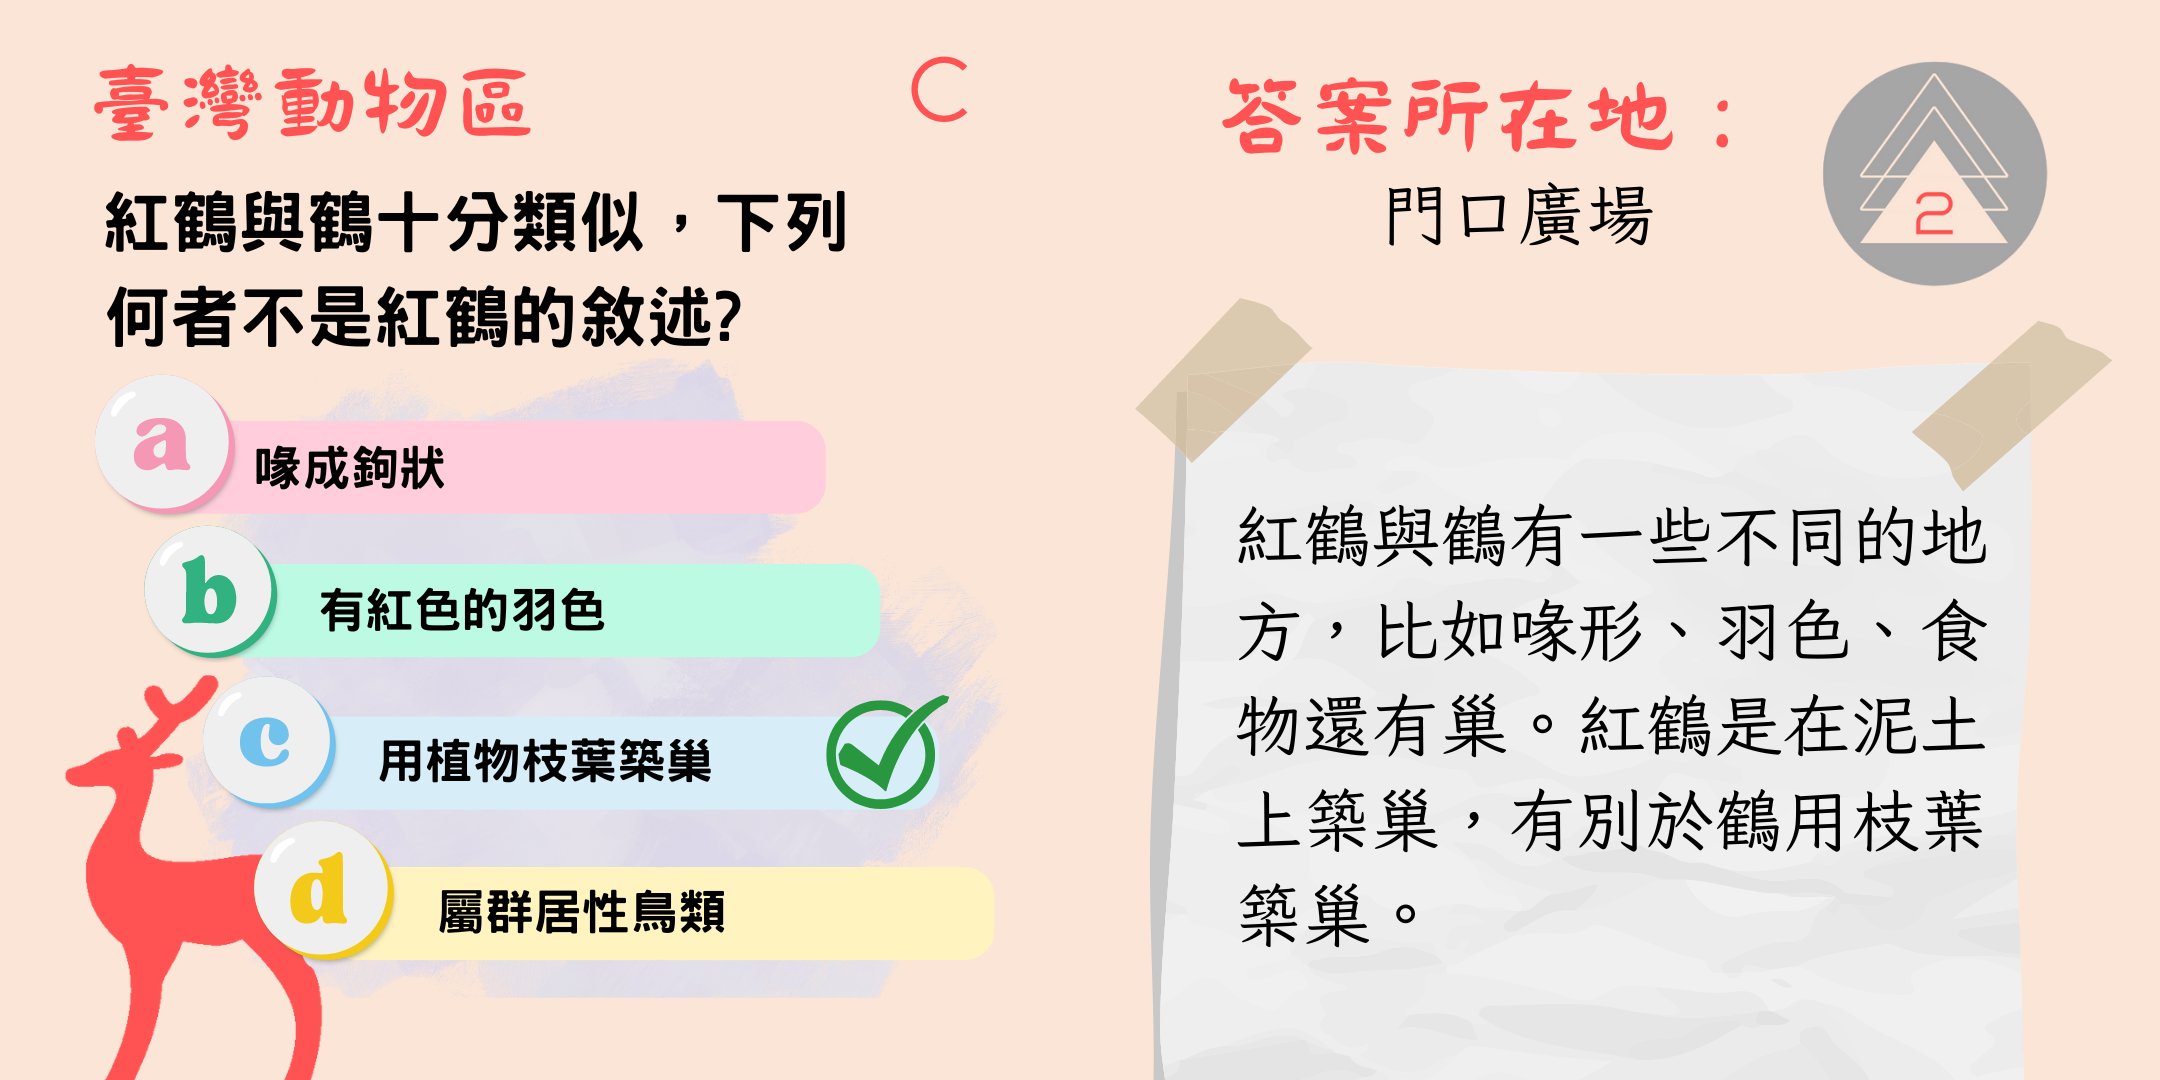 臺灣動物區
C
紅鶴與鶴十分類似，下列
何者不是紅鶴的敘述?
a
喙成鉤狀
b
有紅色的羽色
c
用植物枝葉築巢
d
屬群居性鳥類
答案所在地：
門口廣場
2
紅鶴與鶴有一些不同的地
方，比如喙形、羽色、食
物還有巢。紅鶴是在泥土
上築巢，有別於鶴用枝葉
築巢。